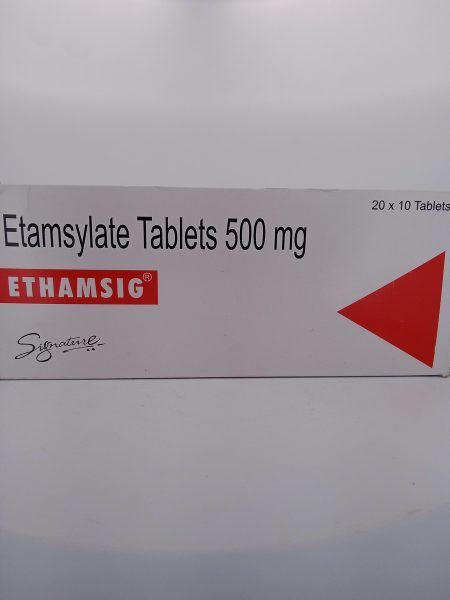 20 x 10 Tablets
Etamsylate Tablets 500 mg
ETHAMSIG®
Signature